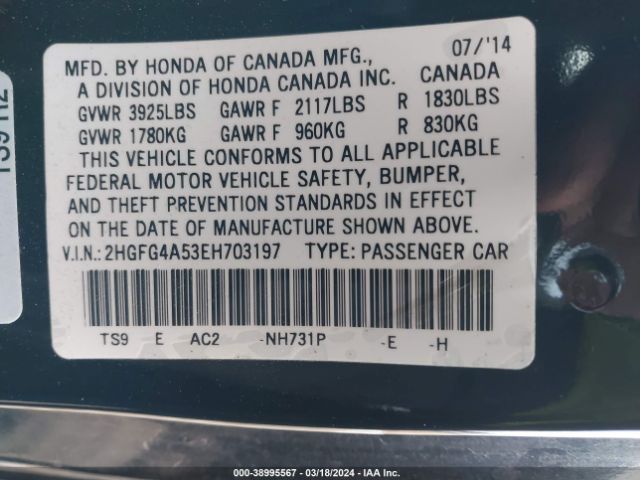 07/'14
MFD. BY HONDA OF CANADA MFG.,
A DIVISION OF HONDA CANADA INC. CANADA
GVWR 3925LBS GAWR F 2117LBS R 1830LBS
GVWR 1780KG GAWR F 960KG R 830KG
THIS VEHICLE CONFORMS TO ALL APPLICABLE
FEDERAL MOTOR VEHICLE SAFETY, BUMPER,
AND THEFT PREVENTION STANDARDS IN EFFECT
ON THE DATE OF MANUFACTURE SHOWN ABOVE.
V.I.N.: 2HGFG4A53EH703197 TYPE: PASSENGER CAR
TS9 E AC2 -NH731P -E -H
000-38995567 - 03/18/2024 - IAA Inc.